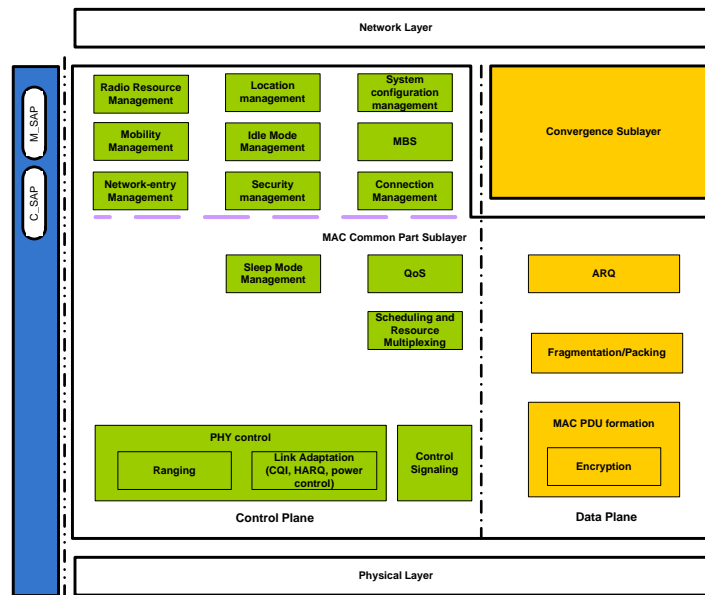 Network Layer
M_SAP
C_SAP
Radio Resource
Management
Location
management
System
configuration
management
Mobility
Management
Idle Mode
Management
MBS
Network-entry
Management
Security
management
Connection
Management
Convergence Sublayer
MAC Common Part Sublayer
Sleep Mode
Management
QoS
ARQ
Scheduling and
Resource
Multiplexing
Fragmentation/Packing
PHY control
Ranging
Link Adaptation
(CQI, HARQ, power
control)
Control
Signaling
MAC PDU formation
Encryption
Control Plane
Data Plane
Physical Layer